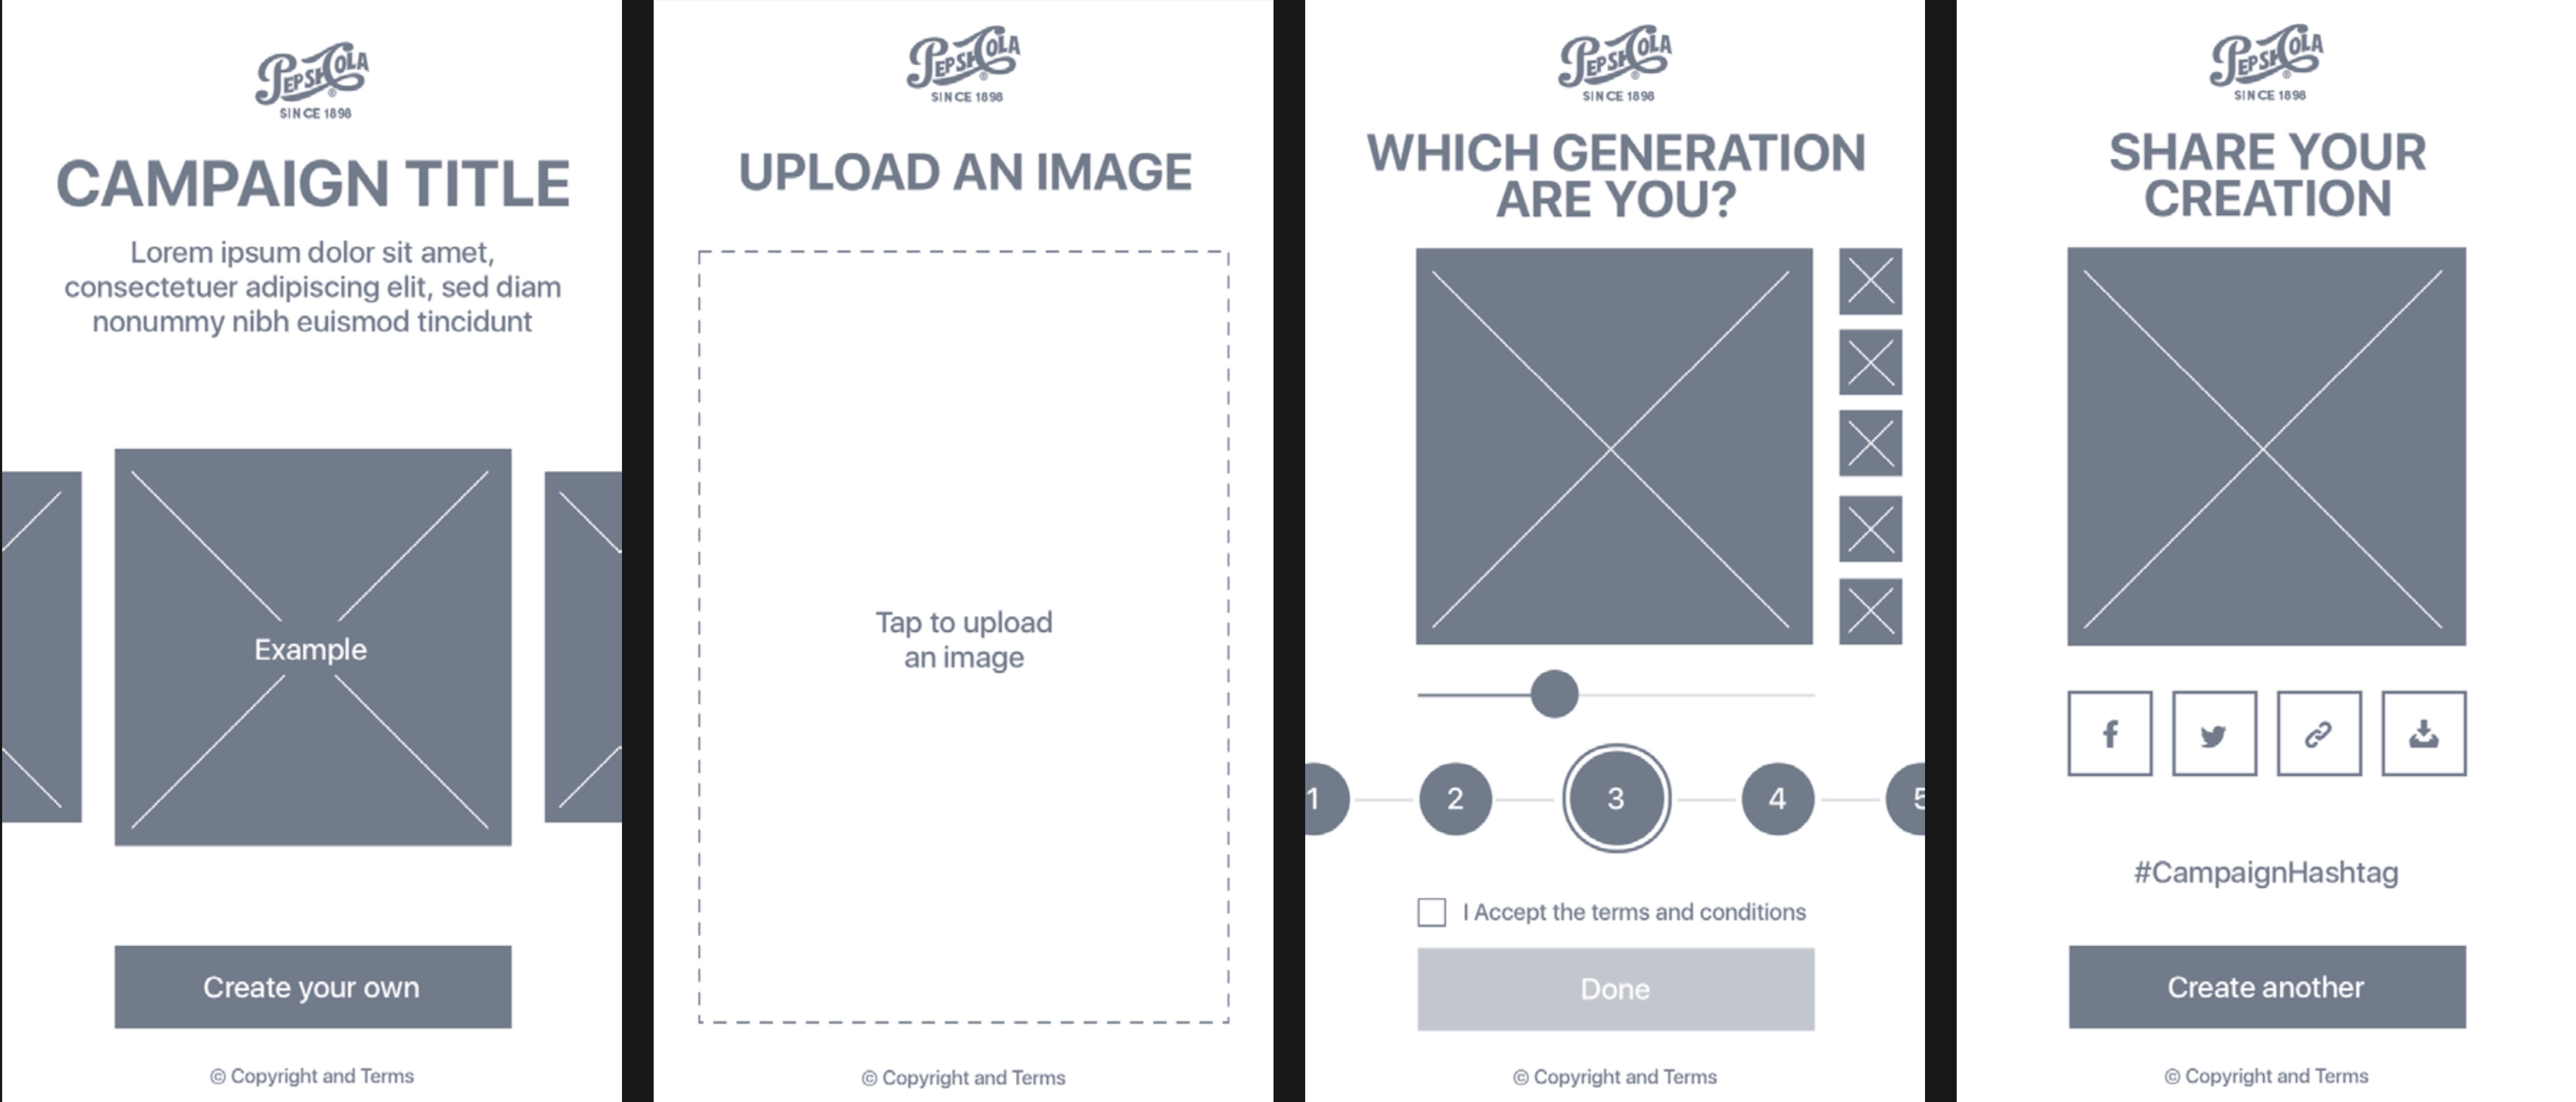 PEPSI-COLA®
SINCE 1898
CAMPAIGN TITLE
Lorem ipsum dolor sit amet,
consectetuer adipiscing elit, sed diam
nonummy nibh euismod tincidunt
Example
Create your own
© Copyright and Terms
PEPSI-COLA®
SINCE 1898
UPLOAD AN IMAGE
Tap to upload
an image
© Copyright and Terms
PEPSI-COLA®
SINCE 1898
WHICH GENERATION
ARE YOU?
1 2 3 4 5
I Accept the terms and conditions
Done
© Copyright and Terms
PEPSI-COLA®
SINCE 1898
SHARE YOUR
CREATION
#CampaignHashtag
Create another
© Copyright and Terms